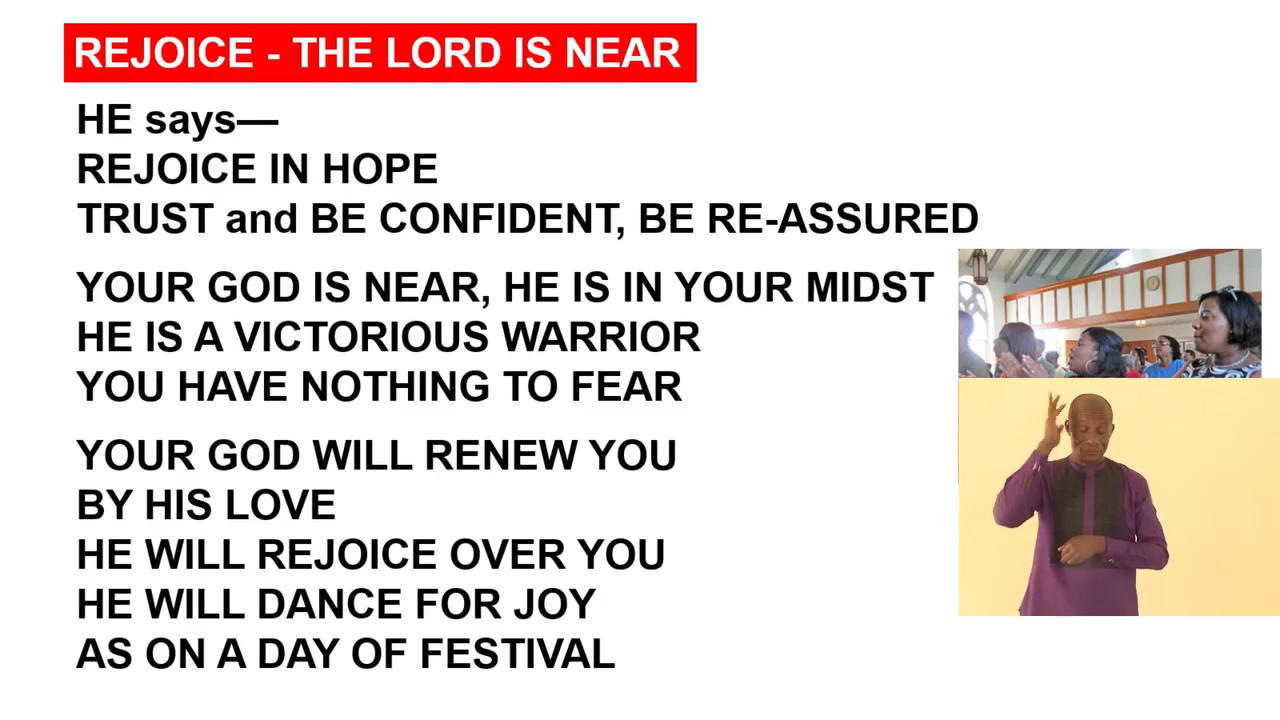 REJOICE - THE LORD IS NEAR
HE says—
REJOICE IN HOPE
TRUST and BE CONFIDENT, BE RE-ASSURED
YOUR GOD IS NEAR, HE IS IN YOUR MIDST
HE IS A VICTORIOUS WARRIOR
YOU HAVE NOTHING TO FEAR
YOUR GOD WILL RENEW YOU
BY HIS LOVE
HE WILL REJOICE OVER YOU
HE WILL DANCE FOR JOY
AS ON A DAY OF FESTIVAL